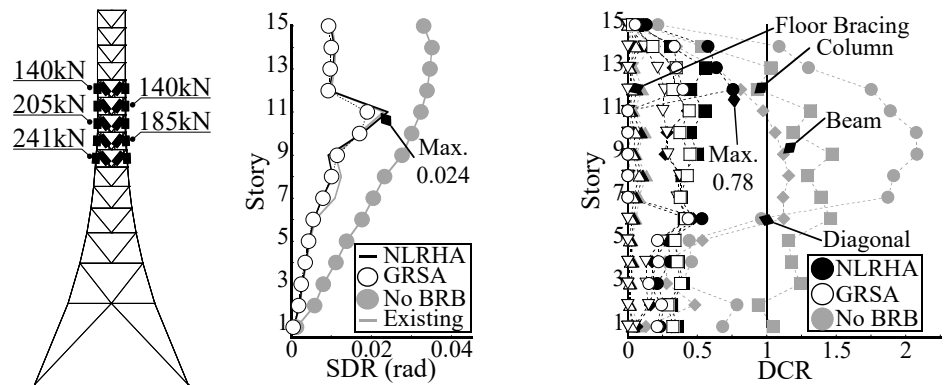 140kN
205kN
241kN
140kN
185kN
Story
15
13
11
9
7
5
3
1
0
0.02
0.04
SDR (rad)
Max.
0.024
NLRHA
GRSA
No BRB
Existing
Story
15
13
11
9
7
5
3
1
0
0.5
1
1.5
2
DCR
Floor Bracing
Column
Beam
Max.
0.78
Diagonal
NLRHA
GRSA
No BRB